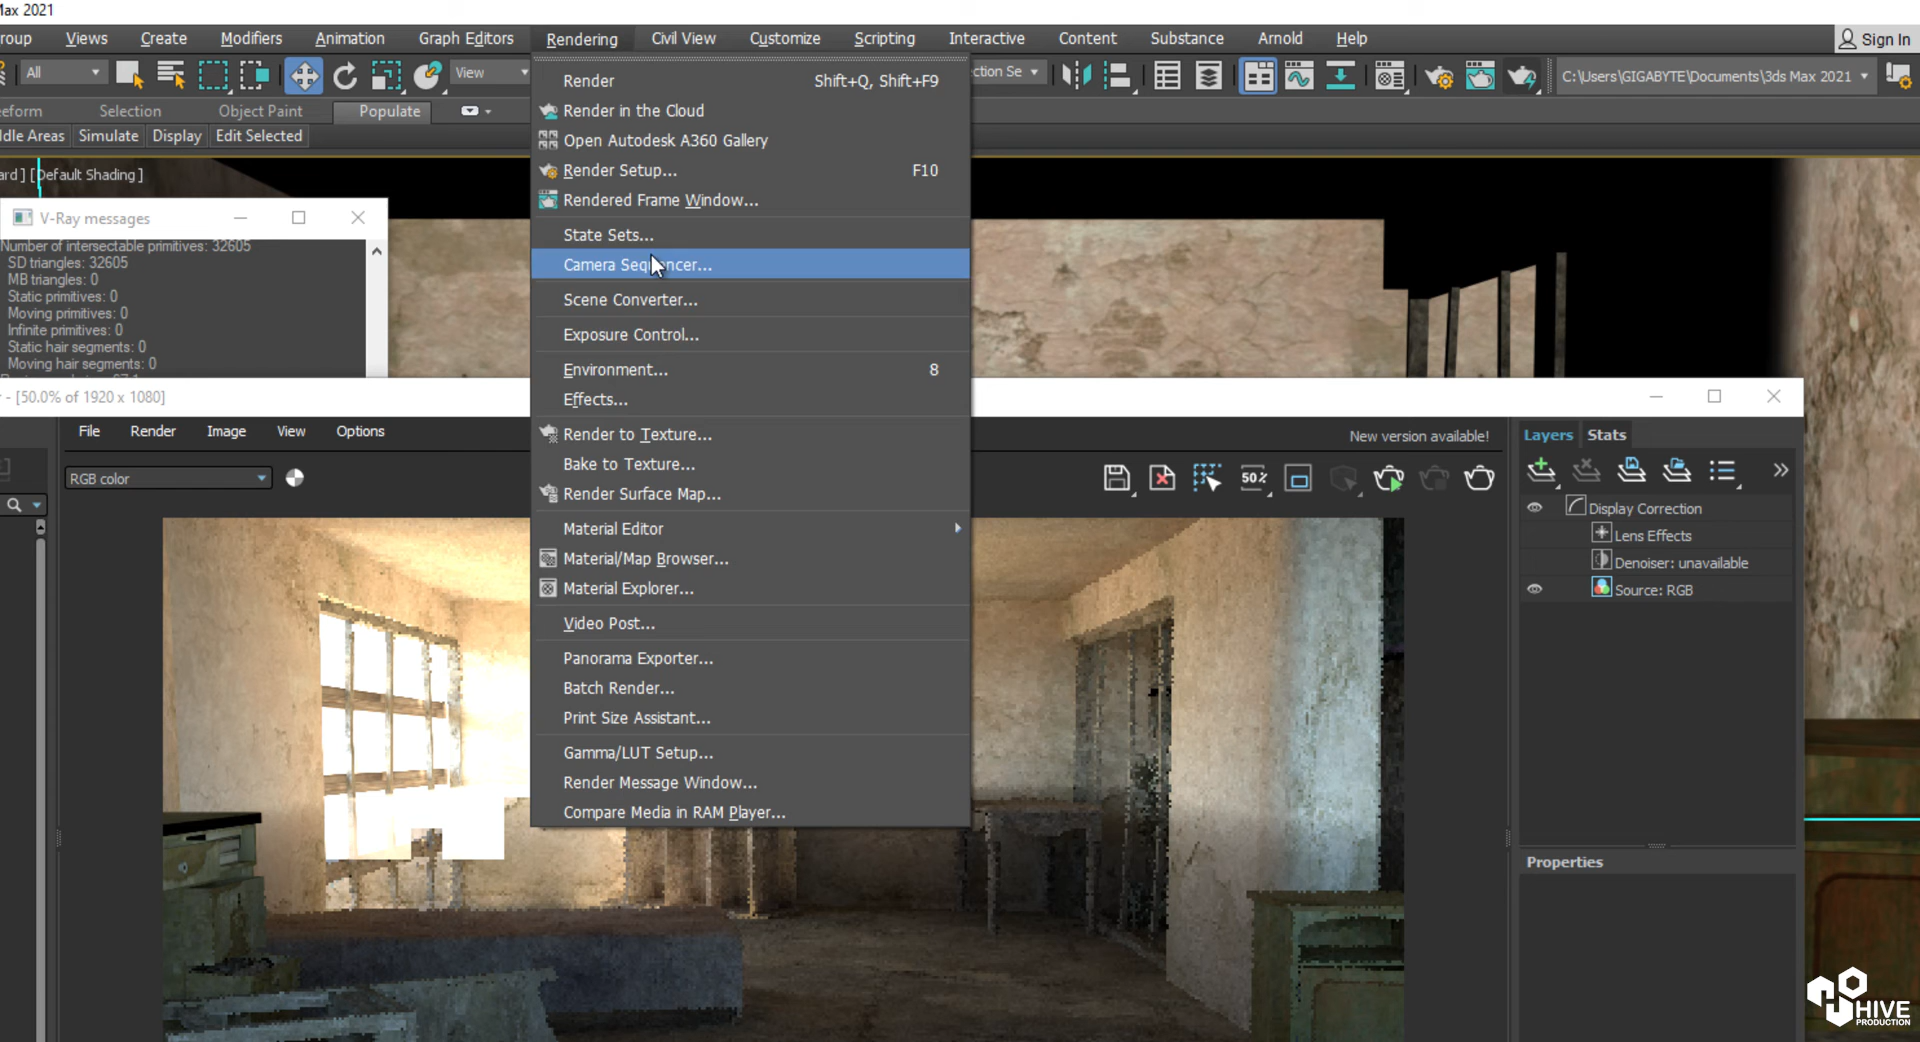 Max 2021
roup Views Create Modifiers Animation Graph Editors Rendering Civil View Customize Scripting Interactive Content Substance Arnold Help Sign In
All View ction Se C:\Users\GIGABYTE\Documents\3ds Max 2021
eform Selection Object Paint Populate
Idle Areas Simulate Display Edit Selected
ard ] [Default Shading ]
V-Ray messages
Number of intersectable primitives: 32605
SD triangles: 32605
MB triangles: 0
Static primitives: 0
Moving primitives: 0
Infinite primitives: 0
Static hair segments: 0
Moving hair segments: 0
Render Shift+Q, Shift+F9
Render in the Cloud
Open Autodesk A360 Gallery
Render Setup... F10
Rendered Frame Window...
State Sets...
Camera Sequencer...
Scene Converter...
Exposure Control...
Environment... 8
Effects...
Render to Texture...
Bake to Texture...
Render Surface Map...
Material Editor
Material/Map Browser...
Material Explorer...
Video Post...
Panorama Exporter...
Batch Render...
Print Size Assistant...
Gamma/LUT Setup...
Render Message Window...
Compare Media in RAM Player...
r - [50.0% of 1920 x 1080]
File Render Image View Options
New version available!
RGB color
50%
Layers Stats
Display Correction
Lens Effects
Denoiser: unavailable
Source: RGB
Properties
HIVE
PRODUCTION